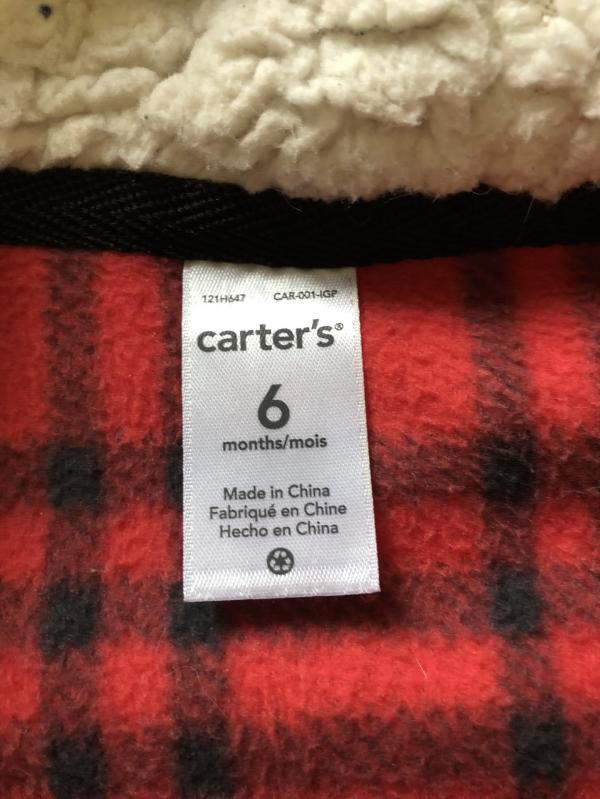 121H647 CAR-001-IGP
carter's®
6
months/mois
Made in China
Fabriqué en Chine
Hecho en China